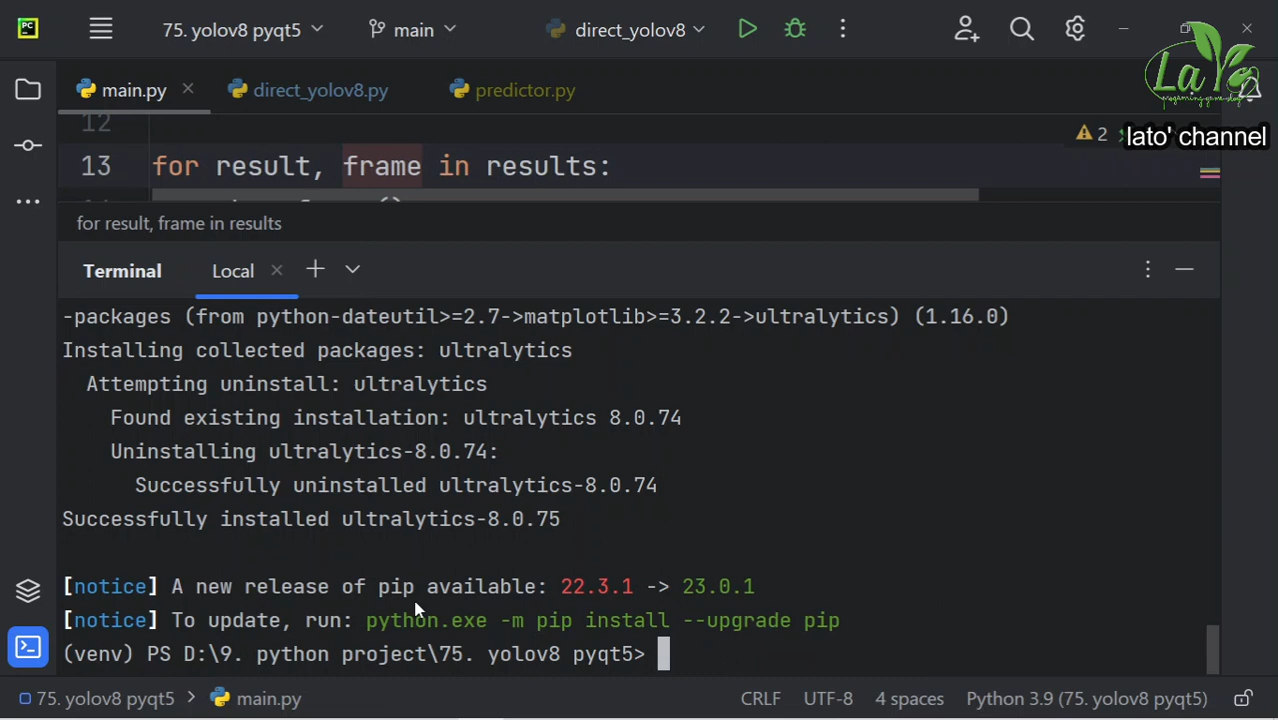 PC
75. yolov8 pyqt5
main
direct_yolov8
main.py
direct_yolov8.py
predictor.py
LaTo
lato' channel
12
2
13 for result, frame in results:
for result, frame in results
Terminal
Local
-packages (from python-dateutil>=2.7->matplotlib>=3.2.2->ultralytics) (1.16.0)
Installing collected packages: ultralytics
Attempting uninstall: ultralytics
Found existing installation: ultralytics 8.0.74
Uninstalling ultralytics-8.0.74:
Successfully uninstalled ultralytics-8.0.74
Successfully installed ultralytics-8.0.75
[notice] A new release of pip available: 22.3.1 -> 23.0.1
[notice] To update, run: python.exe -m pip install --upgrade pip
(venv) PS D:\9. python project\75. yolov8 pyqt5>
75. yolov8 pyqt5
main.py
CRLF
UTF-8
4 spaces
Python 3.9 (75. yolov8 pyqt5)